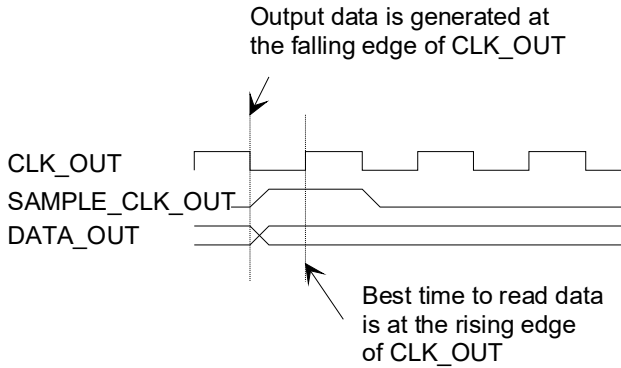 Output data is generated at
the falling edge of CLK_OUT
CLK_OUT
SAMPLE_CLK_OUT
DATA_OUT
Best time to read data
is at the rising edge
of CLK_OUT